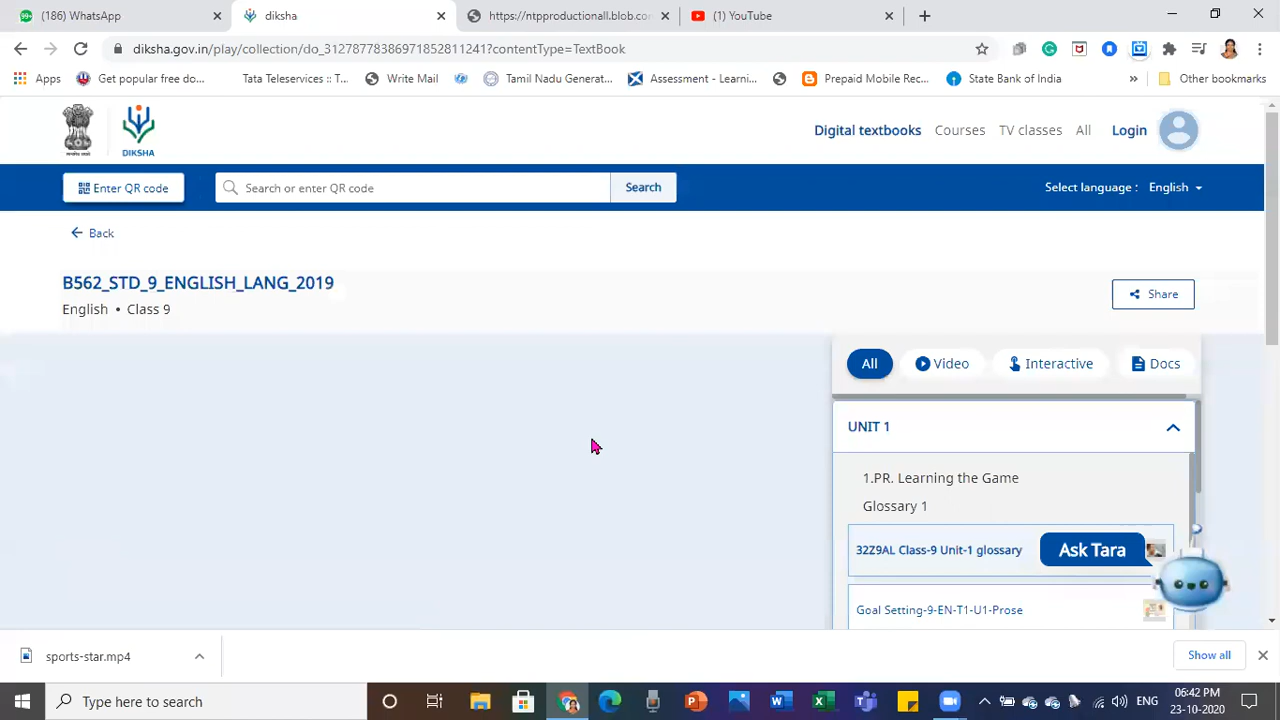 (186) WhatsApp
diksha
https://ntpproductionall.blob.co
(1) YouTube
diksha.gov.in/play/collection/do_31278778386971852811241?contentType=TextBook
Apps
Get popular free do...
Tata Teleservices :: T...
Write Mail
Tamil Nadu Generat...
Assessment - Learni...
Prepaid Mobile Rec...
State Bank of India
»
Other bookmarks
DIKSHA
Digital textbooks
Courses
TV classes
All
Login
Enter QR code
Search or enter QR code
Search
Select language :
English
Back
B562_STD_9_ENGLISH_LANG_2019
English • Class 9
Share
All
Video
Interactive
Docs
UNIT 1
1.PR. Learning the Game
Glossary 1
32Z9AL Class-9 Unit-1 glossary
Ask Tara
Goal Setting-9-EN-T1-U1-Prose
sports-star.mp4
Show all
Type here to search
ENG
06:42 PM
23-10-2020